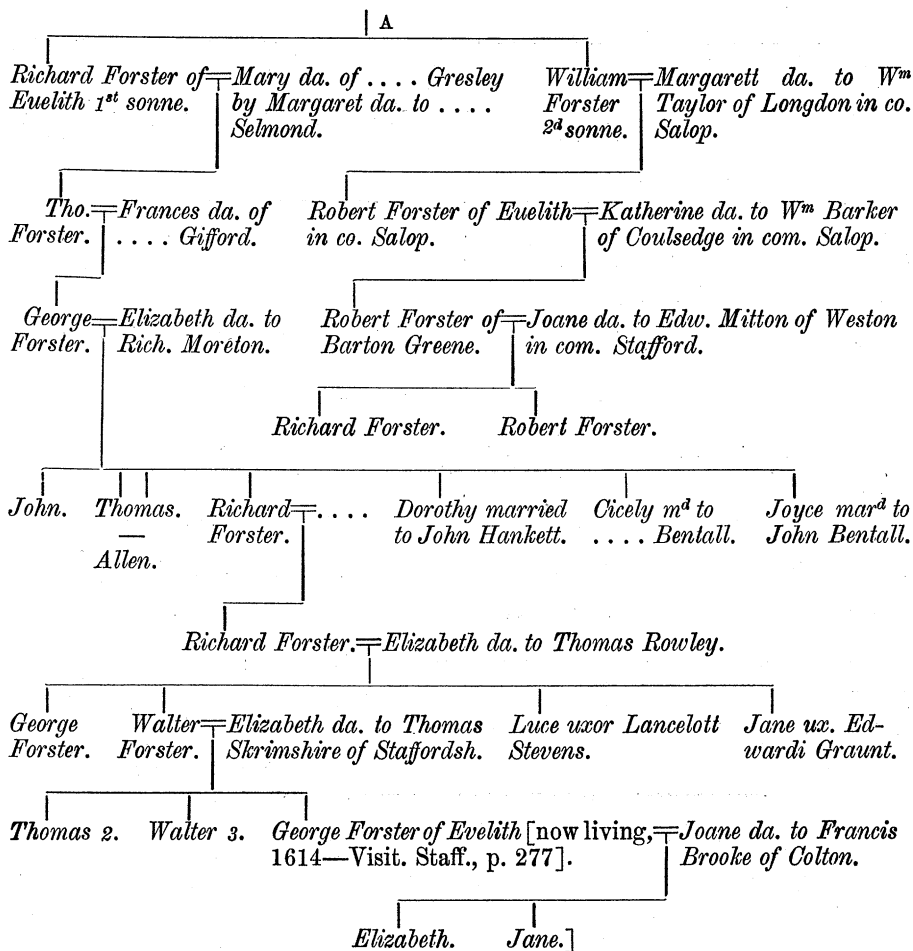 A
Richard Forster of Euelith 1st sonne.
Mary da. of .... Gresley by Margaret da. to .... Selmond.
William Forster 2d sonne.
Margarett da. to Wm Taylor of Longdon in co. Salop.
Tho. Forster.
Frances da. of .... Gifford.
Robert Forster of Euelith in co. Salop.
Katherine da. to Wm Barker of Coulsedge in com. Salop.
George Forster.
Elizabeth da. to Rich. Moreton.
Robert Forster of Barton Greene.
Joane da. to Edw. Mitton of Weston in com. Stafford.
Richard Forster.
Robert Forster.
John.
Thomas.
—
Allen.
Richard Forster.
....
Dorothy married to John Hankett.
Cicely md to .... Bentall.
Joyce mard to John Bentall.
Richard Forster.
Elizabeth da. to Thomas Rowley.
George Forster.
Walter Forster.
Elizabeth da. to Thomas Skrimshire of Staffordsh.
Luce uxor Lancelott Stevens.
Jane ux. Edwardi Graunt.
Thomas 2.
Walter 3.
George Forster of Evelith [now living, 1614—Visit. Staff., p. 277].
Joane da. to Francis Brooke of Colton.
Elizabeth.
Jane.]